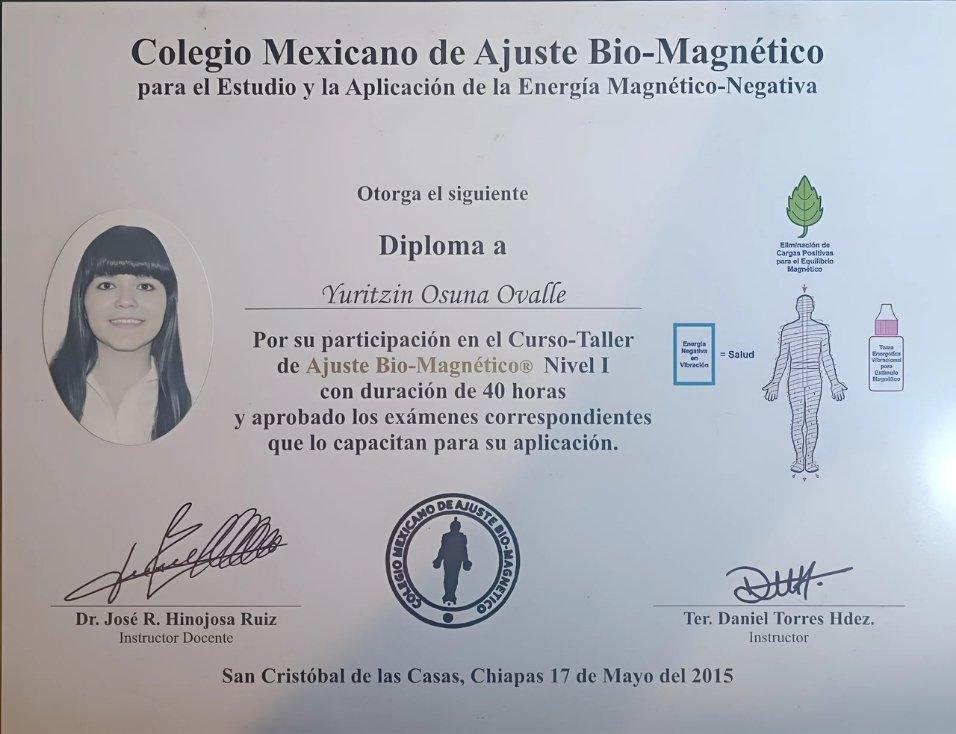 Colegio Mexicano de Ajuste Bio-Magnético
para el Estudio y la Aplicación de la Energía Magnético-Negativa
Otorga el siguiente
Diploma a
Yuritzin Osuna Ovalle
Por su participación en el Curso-Taller
de Ajuste Bio-Magnético® Nivel I
con duración de 40 horas
y aprobado los exámenes correspondientes
que lo capacitan para su aplicación.
Eliminación de
Cargas Positivas
para el Equilibrio
Magnético
Energía
Negativa
en
Vibración
= Salud
Toma
Energética
Vibracional
para
Estímulo
Magnético
COLEGIO MEXICANO DE AJUSTE BIO-MAGNETICO
Dr. José R. Hinojosa Ruiz
Instructor Docente
Ter. Daniel Torres Hdez.
Instructor
San Cristóbal de las Casas, Chiapas 17 de Mayo del 2015